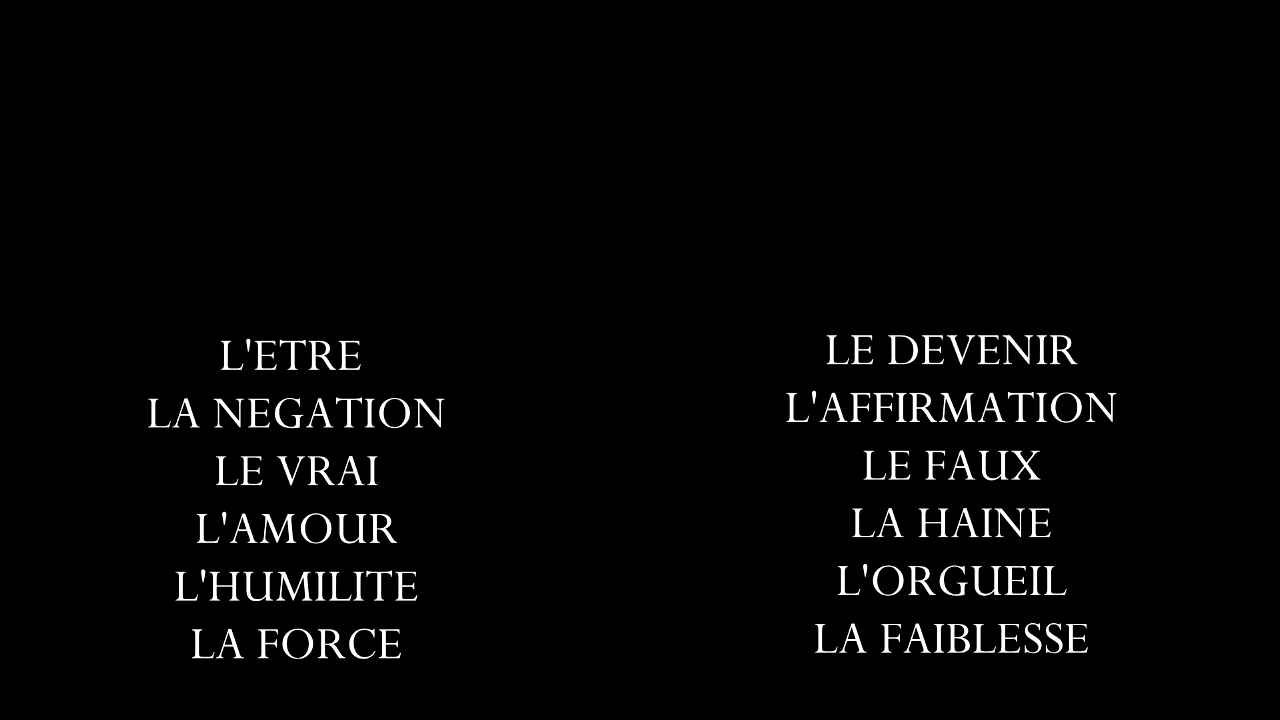 L'ETRE
LA NEGATION
LE VRAI
L'AMOUR
L'HUMILITE
LA FORCE
LE DEVENIR
L'AFFIRMATION
LE FAUX
LA HAINE
L'ORGUEIL
LA FAIBLESSE